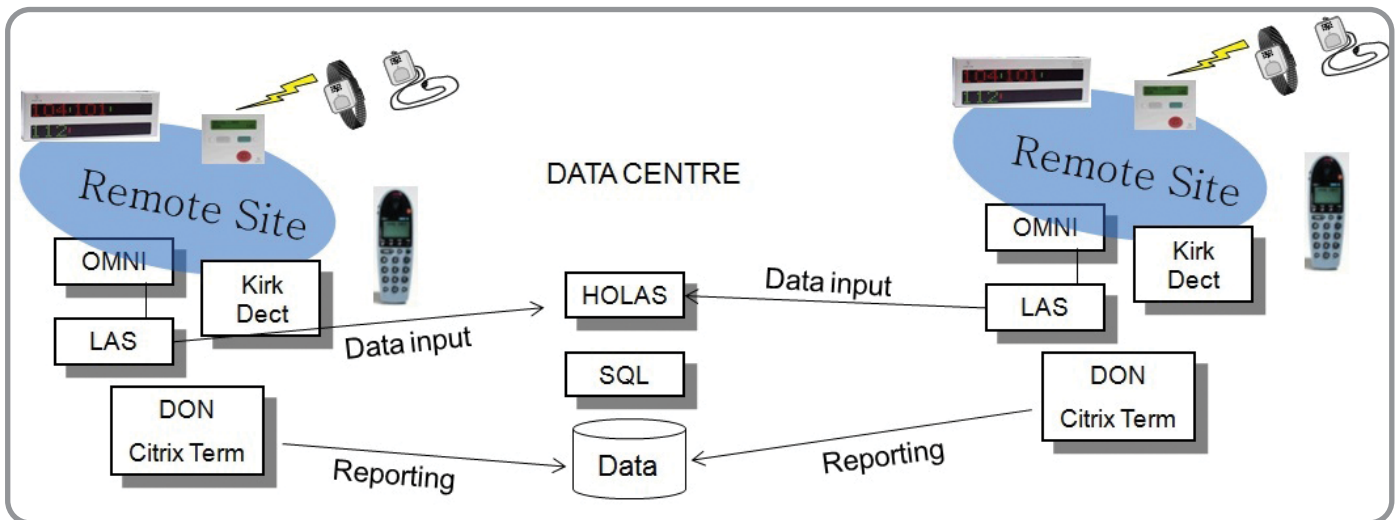 104 101
112
Remote Site
OMNI
Kirk
Dect
LAS
Data input
DON
Citrix Term
Reporting
DATA CENTRE
HOLAS
SQL
Data
104 101
112
Remote Site
OMNI
Kirk
Dect
LAS
Data input
DON
Citrix Term
Reporting